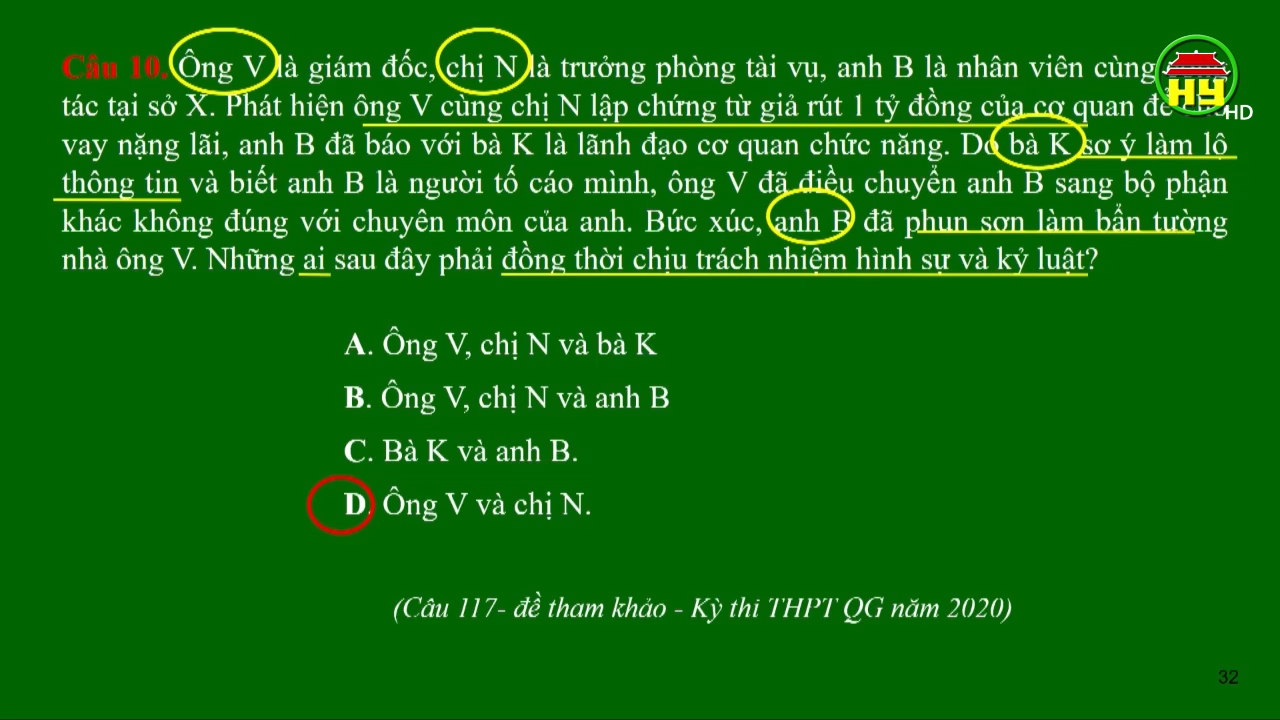 Câu 10. Ông V là giám đốc, chị N là trưởng phòng tài vụ, anh B là nhân viên cùng
tác tại sở X. Phát hiện ông V cùng chị N lập chứng từ giả rút 1 tỷ đồng của cơ quan để
vay nặng lãi, anh B đã báo với bà K là lãnh đạo cơ quan chức năng. Do bà K sơ ý làm lộ
thông tin và biết anh B là người tố cáo mình, ông V đã điều chuyển anh B sang bộ phận
khác không đúng với chuyên môn của anh. Bức xúc, anh B đã phun sơn làm bẩn tường
nhà ông V. Những ai sau đây phải đồng thời chịu trách nhiệm hình sự và kỷ luật?
A. Ông V, chị N và bà K
B. Ông V, chị N và anh B
C. Bà K và anh B.
D. Ông V và chị N.
(Câu 117- đề tham khảo - Kỳ thi THPT QG năm 2020)
HY
HD
32